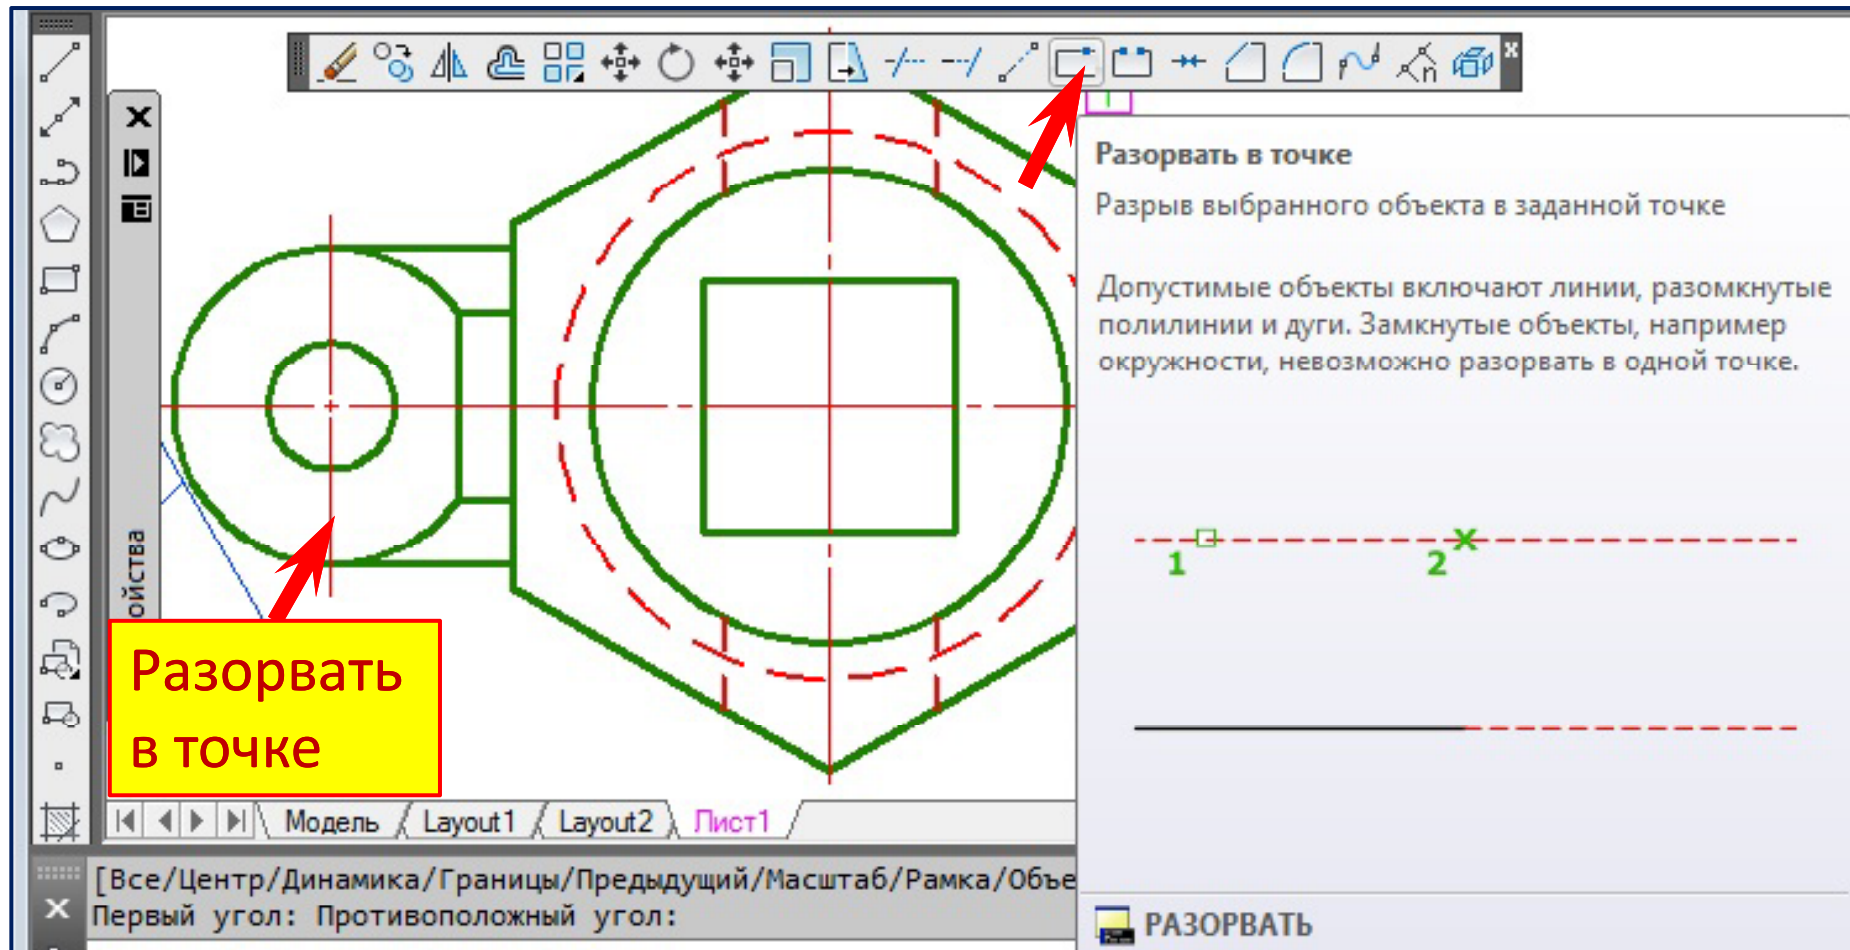 Разорвать в точке
Разрыв выбранного объекта в заданной точке
Допустимые объекты включают линии, разомкнутые
полилинии и дуги. Замкнутые объекты, например
окружности, невозможно разорвать в одной точке.
1
2
РАЗОРВАТЬ
ойства
Разорвать
в точке
Модель
Layout1
Layout2
Лист1
[Все/Центр/Динамика/Границы/Предыдущий/Масштаб/Рамка/Объе
Первый угол: Противоположный угол: